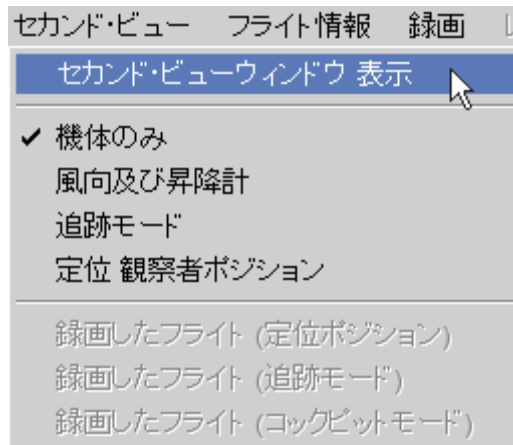 セカンド・ビュー フライト情報 録画
セカンド・ビューウィンドウ 表示
✔ 機体のみ
風向及び昇降計
追跡モード
定位 観察者ポジション
録画したフライト (定位ポジション)
録画したフライト (追跡モード)
録画したフライト (コックピットモード)